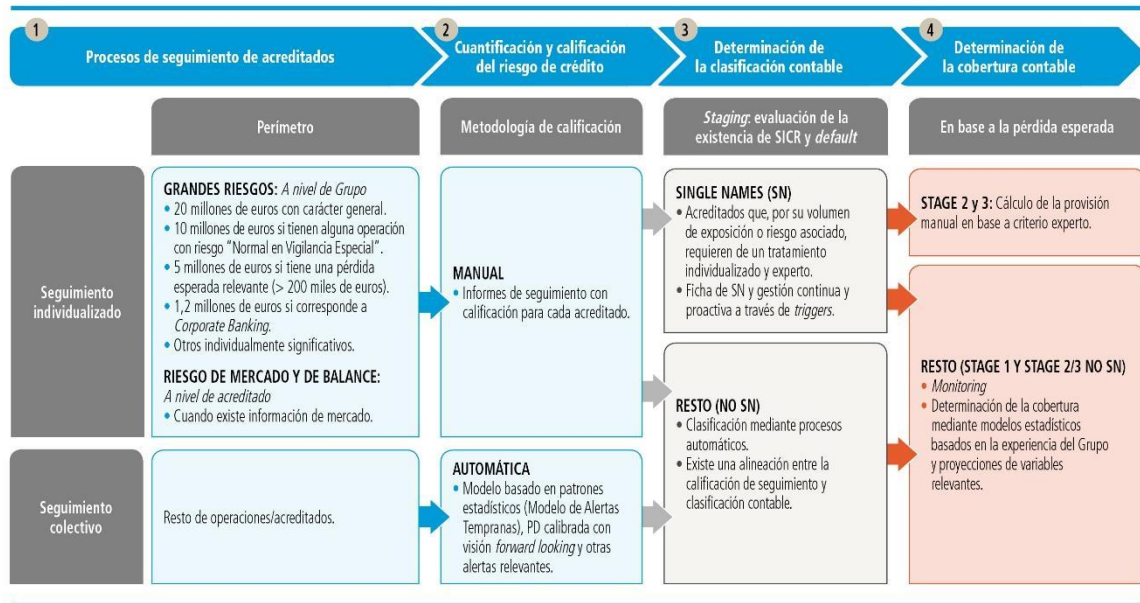 1
Procesos de seguimiento de acreditados
2
Cuantificación y calificación
del riesgo de crédito
3
Determinación de
la clasificación contable
4
Determinación de
la cobertura contable
Perímetro
Metodología de calificación
Staging: evaluación de la
existencia de SICR y default
En base a la pérdida esperada
Seguimiento
individualizado
GRANDES RIESGOS: A nivel de Grupo
• 20 millones de euros con carácter general.
• 10 millones de euros si tienen alguna operación
con riesgo "Normal en Vigilancia Especial".
• 5 millones de euros si tiene una pérdida
esperada relevante (> 200 miles de euros).
• 1,2 millones de euros si corresponde a
Corporate Banking.
• Otros individualmente significativos.
RIESGO DE MERCADO Y DE BALANCE:
A nivel de acreditado
• Cuando existe información de mercado.
MANUAL
• Informes de seguimiento con
calificación para cada acreditado.
SINGLE NAMES (SN)
• Acreditados que, por su volumen
de exposición o riesgo asociado,
requieren de un tratamiento
individualizado y experto.
• Ficha de SN y gestión continua y
proactiva a través de triggers.
STAGE 2 y 3: Cálculo de la provisión
manual en base a criterio experto.
RESTO (NO SN)
• Clasificación mediante procesos
automáticos.
• Existe una alineación entre la
calificación de seguimiento y
clasificación contable.
RESTO (STAGE 1 Y STAGE 2/3 NO SN)
• Monitoring
• Determinación de la cobertura
mediante modelos estadísticos
basados en la experiencia del Grupo
y proyecciones de variables
relevantes.
Seguimiento
colectivo
Resto de operaciones/acreditados.
AUTOMÁTICA
• Modelo basado en patrones
estadísticos (Modelo de Alertas
Tempranas), PD calibrada con
visión forward looking y otras
alertas relevantes.